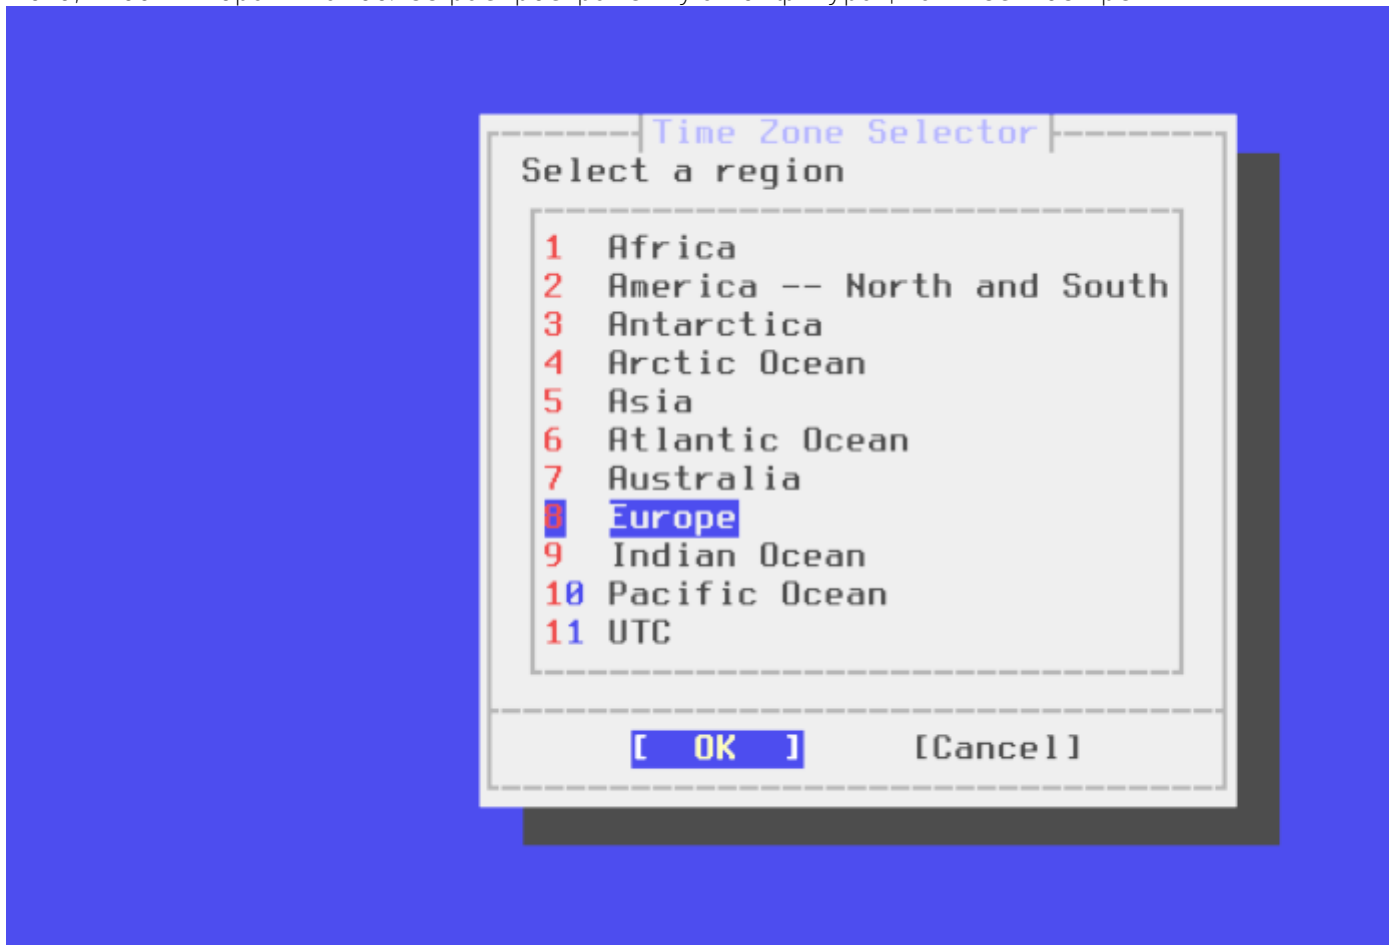 Time Zone Selector
Select a region
1 Africa
2 America -- North and South
3 Antarctica
4 Arctic Ocean
5 Asia
6 Atlantic Ocean
7 Australia
8 Europe
9 Indian Ocean
10 Pacific Ocean
11 UTC
[ OK ] [Cancel]